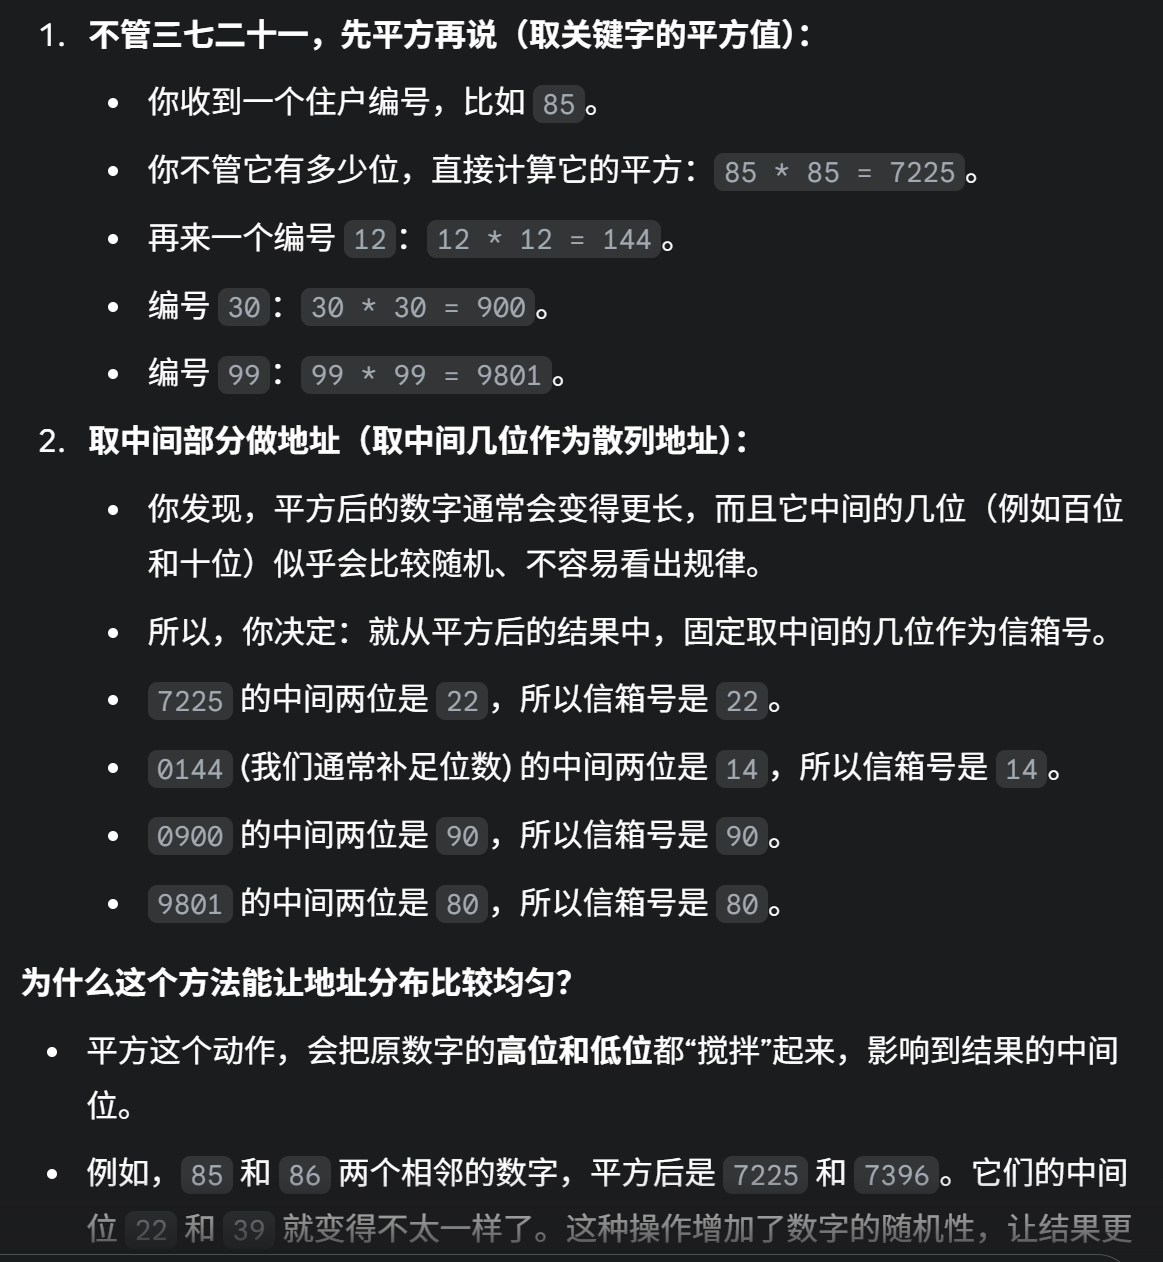 1. 不管三七二十一，先平方再说（取关键字的平方值）：
• 你收到一个住户编号，比如 85。
• 你不管它有多少位，直接计算它的平方：85 * 85 = 7225。
• 再来一个编号 12：12 * 12 = 144。
• 编号 30：30 * 30 = 900。
• 编号 99：99 * 99 = 9801。
2. 取中间部分做地址（取中间几位作为散列地址）：
• 你发现，平方后的数字通常会变得更长，而且它中间的几位（例如百位
和十位）似乎会比较随机、不容易看出规律。
• 所以，你决定：就从平方后的结果中，固定取中间的几位作为信箱号。
• 7225 的中间两位是 22，所以信箱号是 22。
• 0144 (我们通常补足位数) 的中间两位是 14，所以信箱号是 14。
• 0900 的中间两位是 90，所以信箱号是 90。
• 9801 的中间两位是 80，所以信箱号是 80。
为什么这个方法能让地址分布比较均匀？
• 平方这个动作，会把原数字的高位和低位都“搅拌”起来，影响到结果的中间
位。
• 例如，85 和 86 两个相邻的数字，平方后是 7225 和 7396。它们的中间
位 22 和 39 就变得不太一样了。这种操作增加了数字的随机性，让结果更